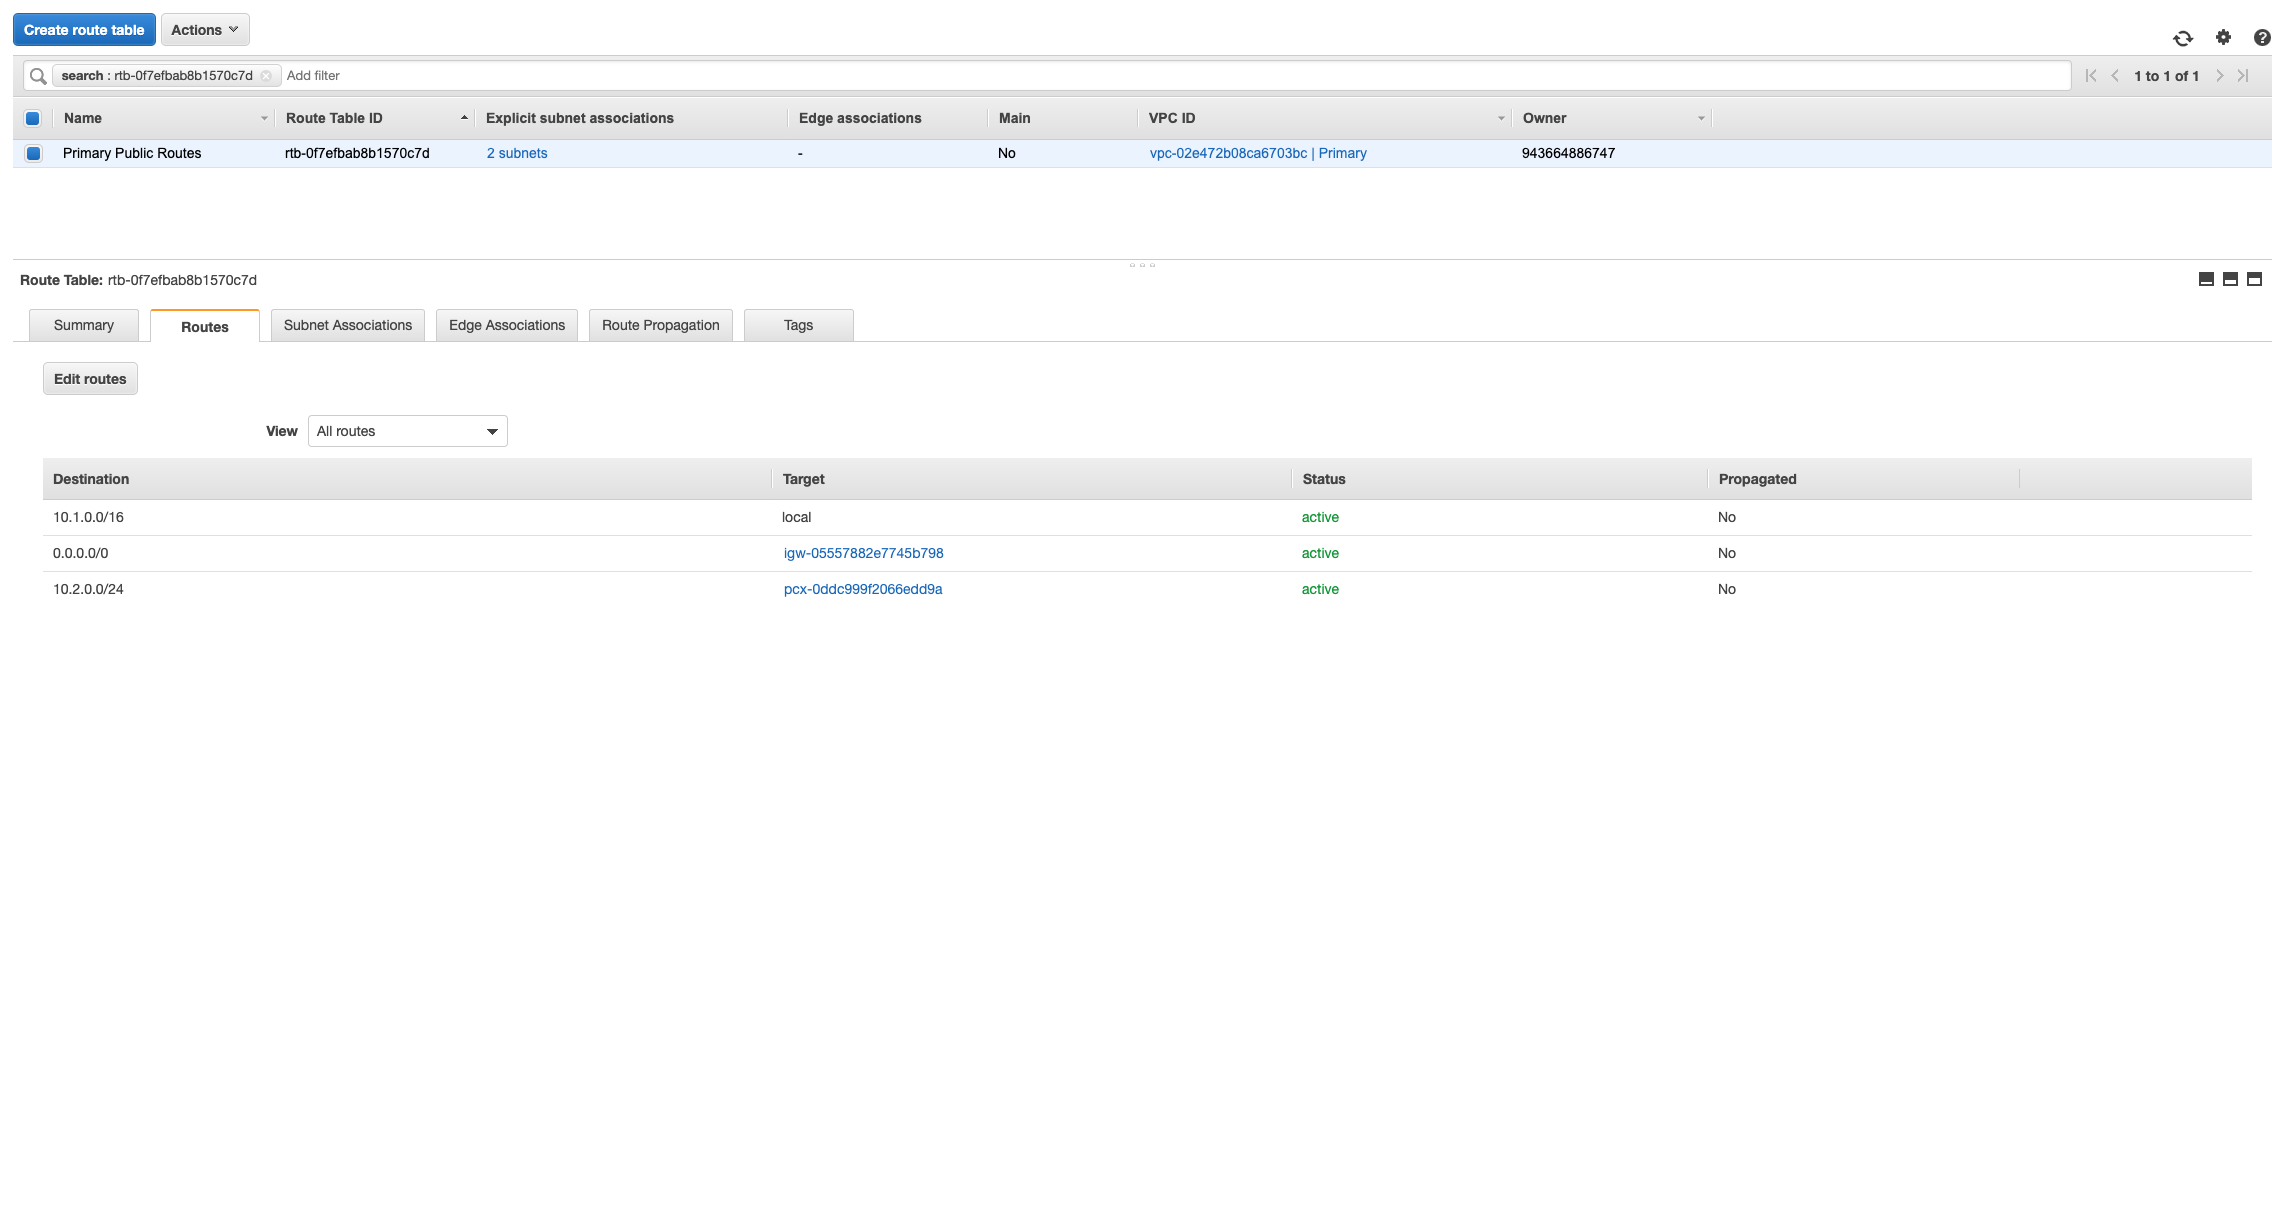 Create route table Actions
search : rtb-0f7efbab8b1570c7d Add filter 1 to 1 of 1
Name Route Table ID Explicit subnet associations Edge associations Main VPC ID Owner
Primary Public Routes rtb-0f7efbab8b1570c7d 2 subnets - No vpc-02e472b08ca6703bc | Primary 943664886747
Route Table: rtb-0f7efbab8b1570c7d
Summary Routes Subnet Associations Edge Associations Route Propagation Tags
Edit routes
View All routes
Destination Target Status Propagated
10.1.0.0/16 local active No
0.0.0.0/0 igw-05557882e7745b798 active No
10.2.0.0/24 pcx-0ddc999f2066edd9a active No